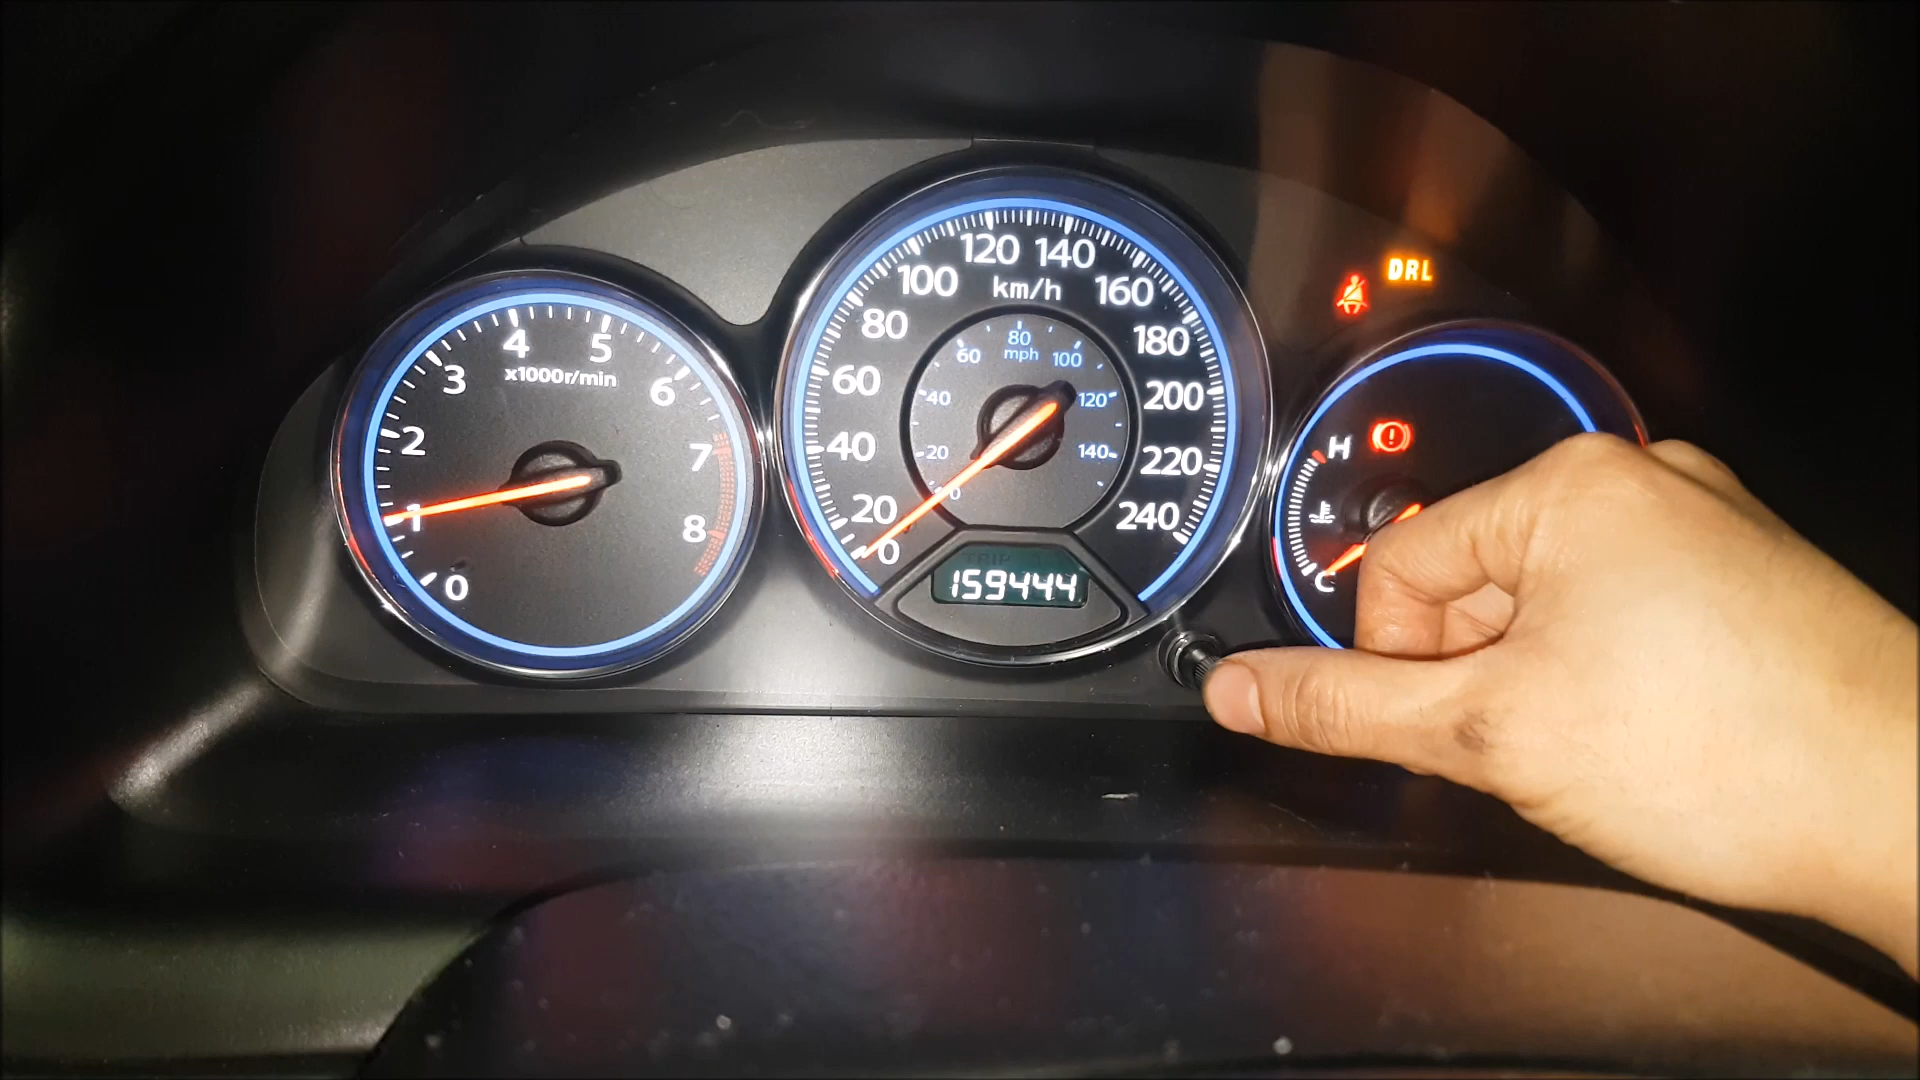 4 5
x1000r/min
3 6
2 7
1 8
0
120 140
100 km/h 160
80 180
60 200
40 220
20 240
0
80
60 mph 100
40 120
20 140
0
159444
DRL
H
C